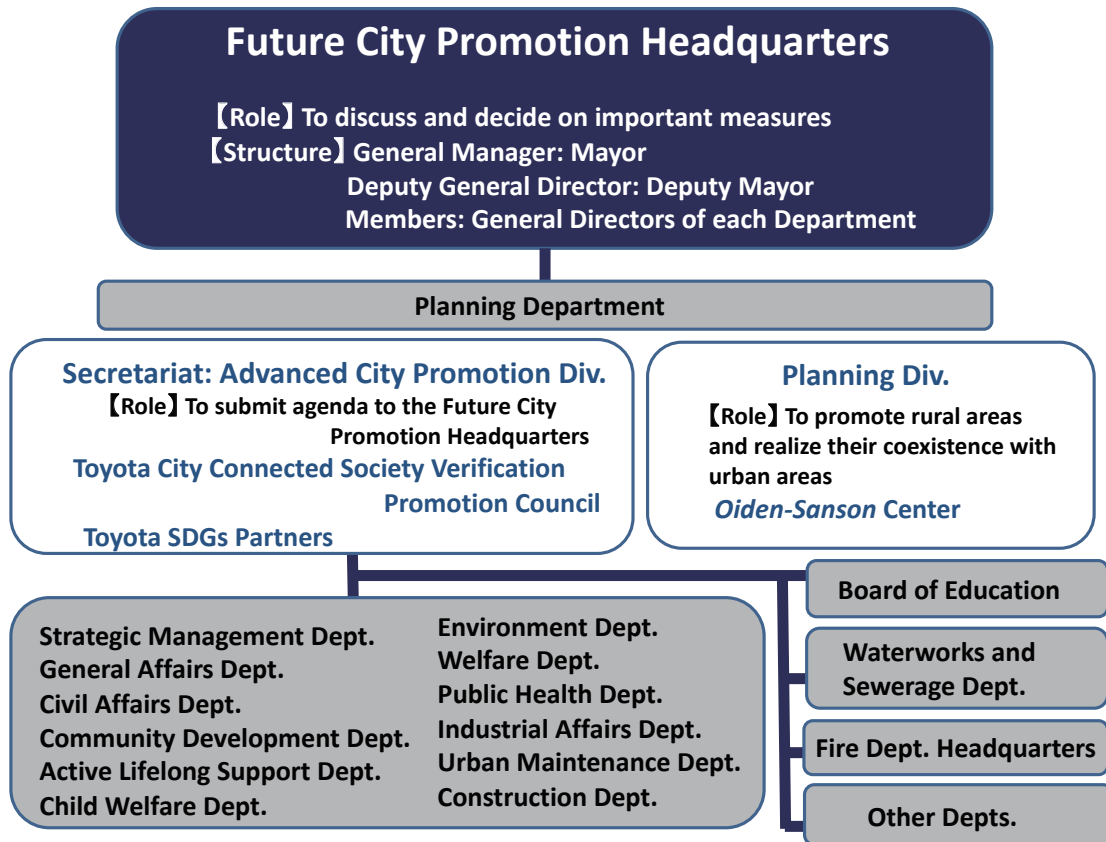 Future City Promotion Headquarters
【Role】To discuss and decide on important measures
【Structure】General Manager: Mayor
Deputy General Director: Deputy Mayor
Members: General Directors of each Department
Planning Department
Secretariat: Advanced City Promotion Div.
【Role】To submit agenda to the Future City
Promotion Headquarters
Toyota City Connected Society Verification
Promotion Council
Toyota SDGs Partners
Planning Div.
【Role】To promote rural areas
and realize their coexistence with
urban areas
Oiden-Sanson Center
Strategic Management Dept.
General Affairs Dept.
Civil Affairs Dept.
Community Development Dept.
Active Lifelong Support Dept.
Child Welfare Dept.
Environment Dept.
Welfare Dept.
Public Health Dept.
Industrial Affairs Dept.
Urban Maintenance Dept.
Construction Dept.
Board of Education
Waterworks and
Sewerage Dept.
Fire Dept. Headquarters
Other Depts.